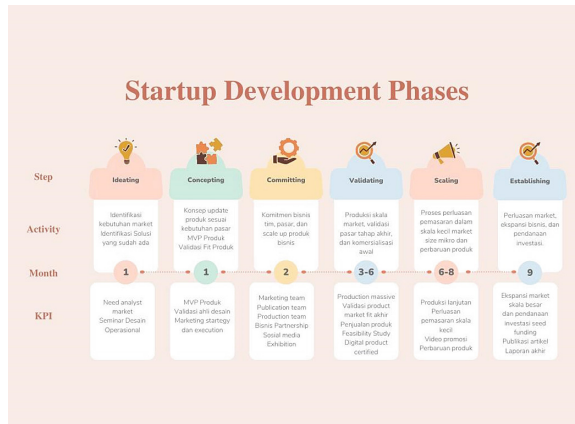 Startup Development Phases
Step
Ideating
Concepting
Committing
Validating
Scaling
Establishing
Activity
Identifikasi
kebutuhan market
Identifikasi Solusi
yang sudah ada
Konsep update
produk sesuai
kebutuhan pasar
MVP Produk
Validasi Fit Produk
Komitmen bisnis
tim, pasar, dan
scale up produk
bisnis
Produksi skala
market, validasi
pasar tahap akhir,
dan komersialisasi
awal
Proses perluasan
pemasaran dalam
skala kecil market
size mikro dan
perbaruan produk
Perluasan market,
ekspansi bisnis, dan
pendanaan
investasi
Month
1
1
2
3-6
6-8
9
KPI
Need analyst
market
Seminar Desain
Operasional
MVP Produk
Validasi ahli desain
Marketing startegy
dan execution
Marketing team
Publication team
Production team
Bisnis Partnership
Sosial media
Exhibition
Production massive
Validasi product
market fit akhir
Penjualan produk
Feasibility Study
Digital product
certified
Produksi lanjutan
Perluasan
pemasaran skala
kecil
Video promosi
Perbaruan produk
Ekspansi market
skala besar
dan pendanaan
investasi seed
funding
Publikasi artikel
Laporan akhir